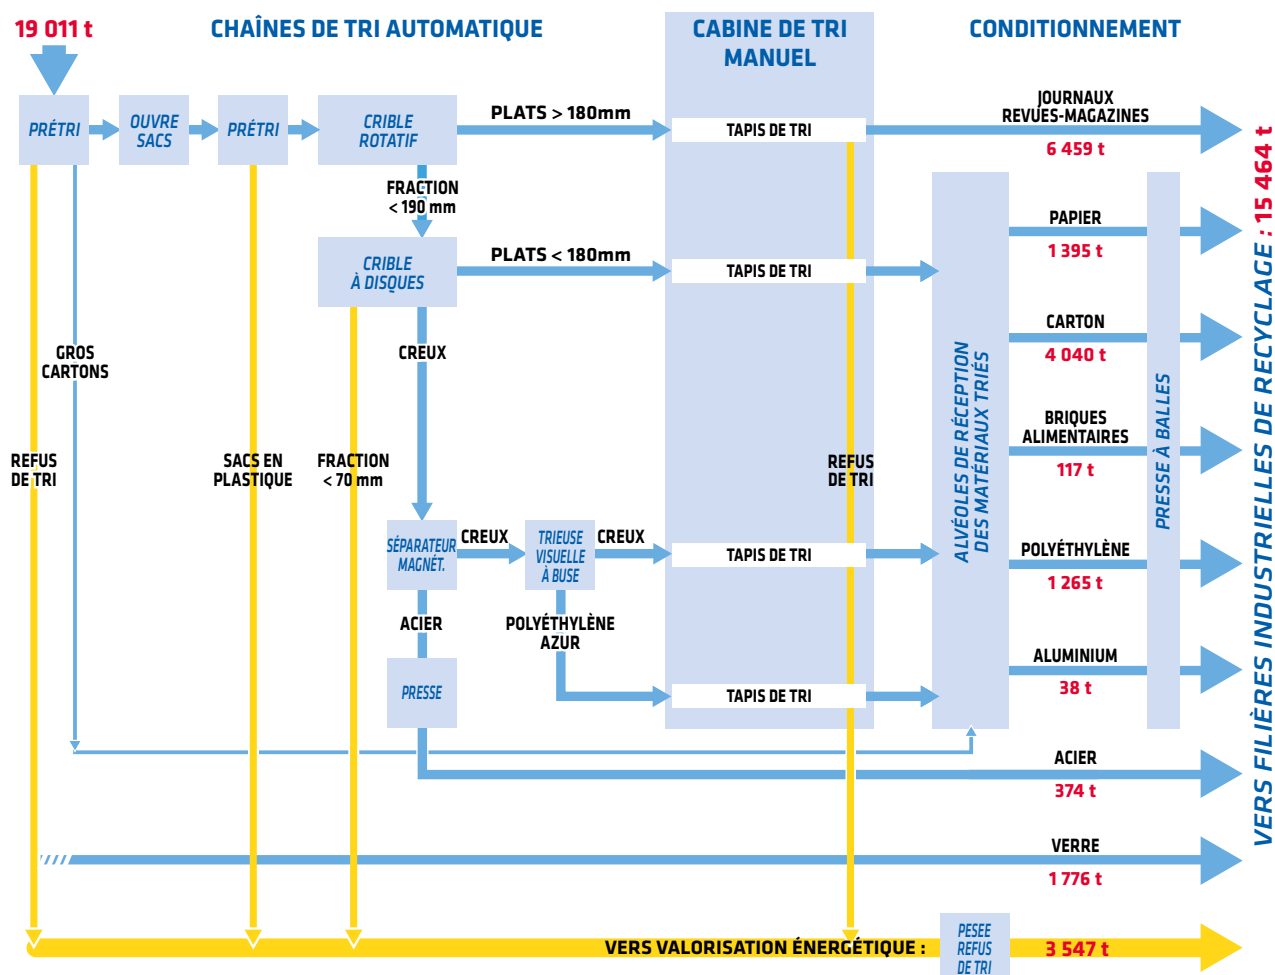 19 011 t
CHAÎNES DE TRI AUTOMATIQUE
CABINE DE TRI
MANUEL
CONDITIONNEMENT
PRÉTRI
OUVRE
SACS
PRÉTRI
CRIBLE
ROTATIF
PLATS > 180mm
TAPIS DE TRI
JOURNAUX
REVUES-MAGAZINES
6 459 t
FRACTION
< 190 mm
CRIBLE
À DISQUES
PLATS < 180mm
TAPIS DE TRI
PAPIER
1 395 t
GROS
CARTONS
CREUX
CARTON
4 040 t
REFUS
DE TRI
SACS EN
PLASTIQUE
FRACTION
< 70 mm
REFUS
DE TRI
ALVÉOLES DE RÉCEPTION
DES MATÉRIAUX TRIÉS
BRIQUES
ALIMENTAIRES
117 t
PRESSE À BALLES
SÉPARATEUR
MAGNÉT.
CREUX
TRIEUSE
VISUELLE
À BUSE
CREUX
TAPIS DE TRI
POLYÉTHYLÈNE
1 265 t
ACIER
POLYÉTHYLÈNE
AZUR
PRESSE
TAPIS DE TRI
ALUMINIUM
38 t
ACIER
374 t
VERRE
1 776 t
VERS FILIÈRES INDUSTRIELLES DE RECYCLAGE : 15 464 t
VERS VALORISATION ÉNERGÉTIQUE :
PESEE
REFUS
DE TRI
3 547 t